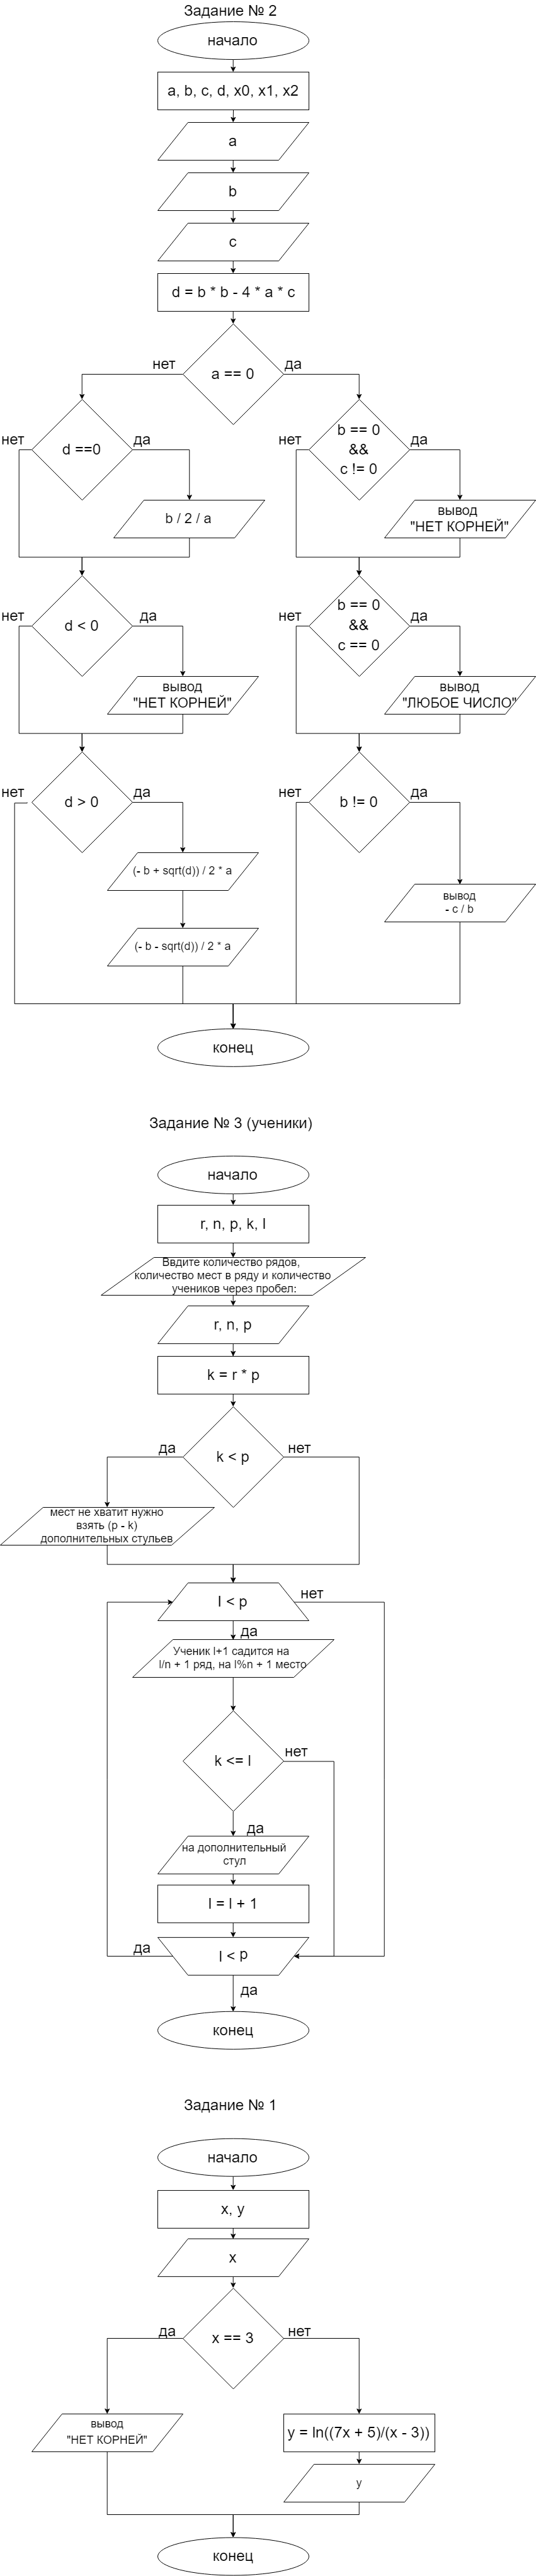 Задание № 2
начало
a, b, c, d, x0, x1, x2
a
b
c
d = b * b - 4 * a * c
нет
a == 0
да
нет
d ==0
да
нет
b == 0
&&
c != 0
да
b / 2 / a
вывод
"НЕТ КОРНЕЙ"
нет
d < 0
да
нет
b == 0
&&
c == 0
да
вывод
"НЕТ КОРНЕЙ"
вывод
"ЛЮБОЕ ЧИСЛО"
нет
d > 0
да
нет
b != 0
да
(- b + sqrt(d)) / 2 * a
вывод
- c / b
(- b - sqrt(d)) / 2 * a
конец
Задание № 3 (ученики)
начало
r, n, p, k, l
Ввдите количество рядов,
количество мест в ряду и количество
учеников через пробел:
r, n, p
k = r * p
да
k < p
нет
мест не хватит нужно
взять (p - k)
дополнительных стульев
l < p
нет
да
Ученик l+1 садится на
l/n + 1 ряд, на l%n + 1 место
k <= l
нет
да
на дополнительный
стул
l = l + 1
да
l < p
да
конец
Задание № 1
начало
x, y
x
да
x == 3
нет
вывод
"НЕТ КОРНЕЙ"
y = ln((7x + 5)/(x - 3))
y
конец